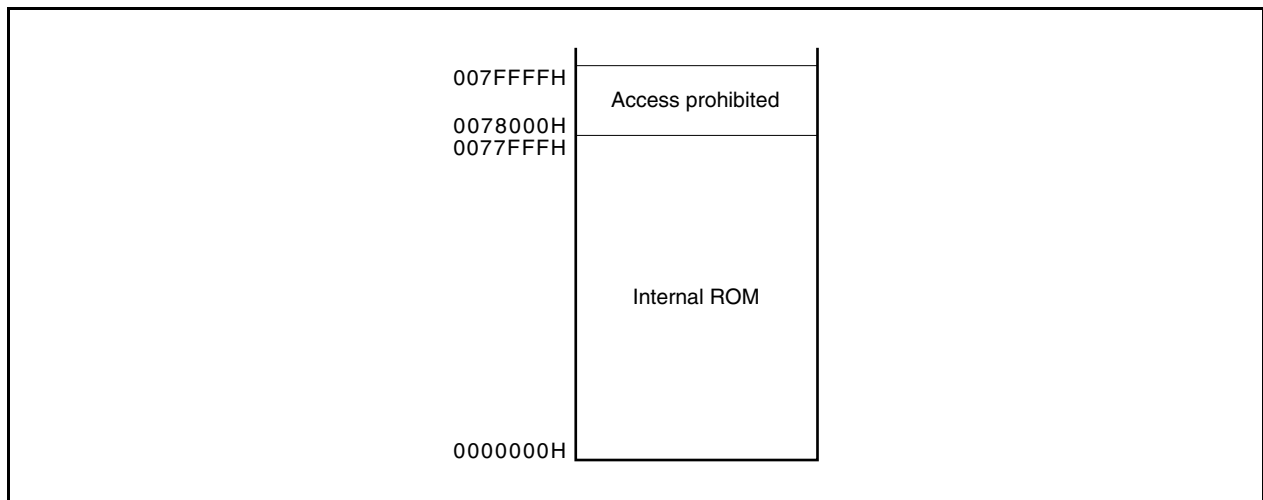 007FFFFH
Access prohibited
0078000H
0077FFFH
Internal ROM
0000000H